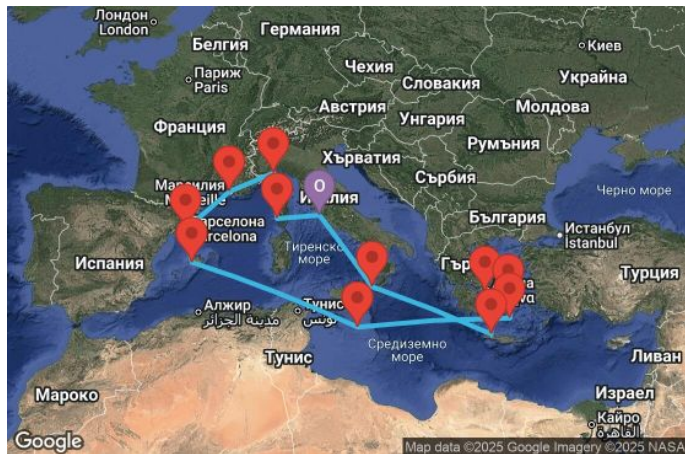 Лондон
London
Германия
Белгия
Киев
Чехия
Париж
Paris
Словакия
Украйна
Австрия
Молдова
Унгария
Франция
Румъния
Хърватия
Марсилия
Сърбия
O
Италия
Черно море
България
Барселона
Barcelona
Истанбул
İstanbul
Тиренско
море
Испания
Турция
Алжир
مدينة الجزائر
Тунис
تونس
Средиземно
море
Тунис
Ливан
Мароко
Израел
Кайро
القاهرة
Google
Map data ©2025 Google Imagery ©2025 NASA